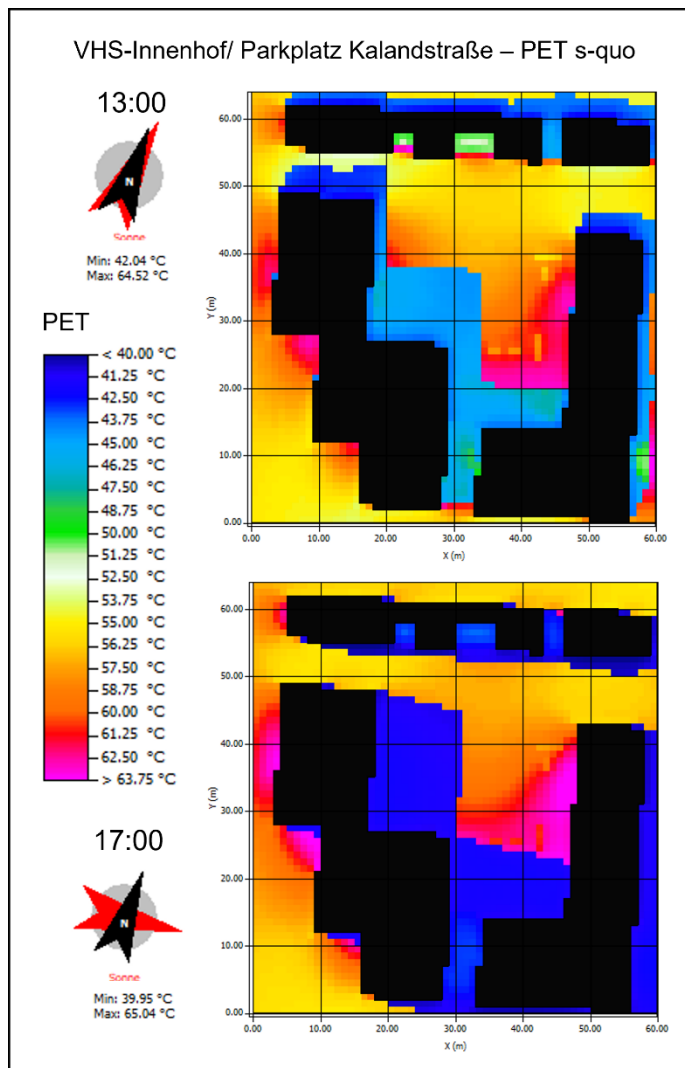 VHS-Innenhof/ Parkplatz Kalandstraße – PET s-quo
13:00
N
Sonne
Min: 42.04 °C
Max: 64.52 °C
PET
< 40.00 °C
41.25 °C
42.50 °C
43.75 °C
45.00 °C
46.25 °C
47.50 °C
48.75 °C
50.00 °C
51.25 °C
52.50 °C
53.75 °C
55.00 °C
56.25 °C
57.50 °C
58.75 °C
60.00 °C
61.25 °C
62.50 °C
> 63.75 °C
17:00
N
Sonne
Min: 39.95 °C
Max: 65.04 °C
Y (m)
60.00
50.00
40.00
30.00
20.00
10.00
0.00
0.00 10.00 20.00 30.00 40.00 50.00 60.00
X (m)
Y (m)
60.00
50.00
40.00
30.00
20.00
10.00
0.00
0.00 10.00 20.00 30.00 40.00 50.00 60.00
X (m)